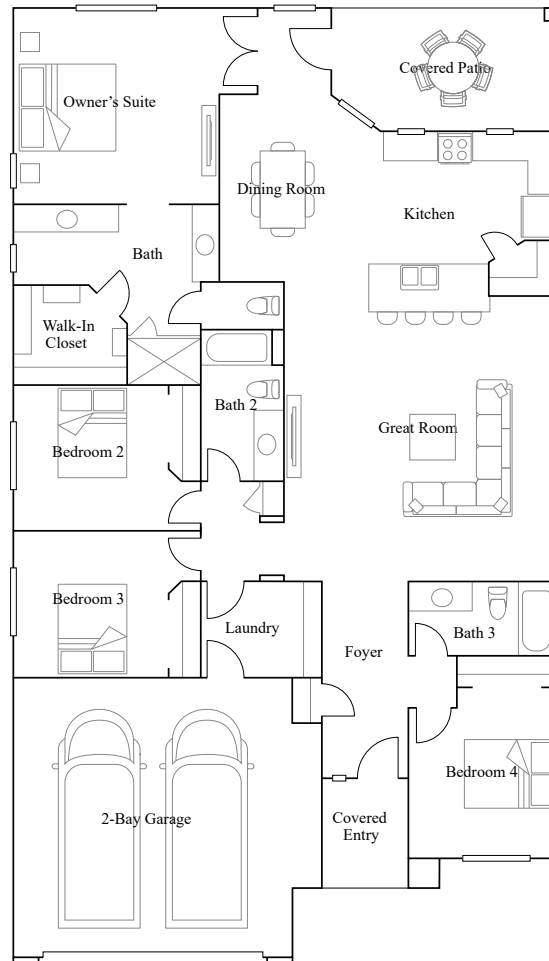 Covered Patio
Owner's Suite
Dining Room
Kitchen
Bath
Walk-In
Closet
Bath 2
Great Room
Bedroom 2
Bedroom 3
Laundry
Bath 3
Foyer
Bedroom 4
2-Bay Garage
Covered
Entry